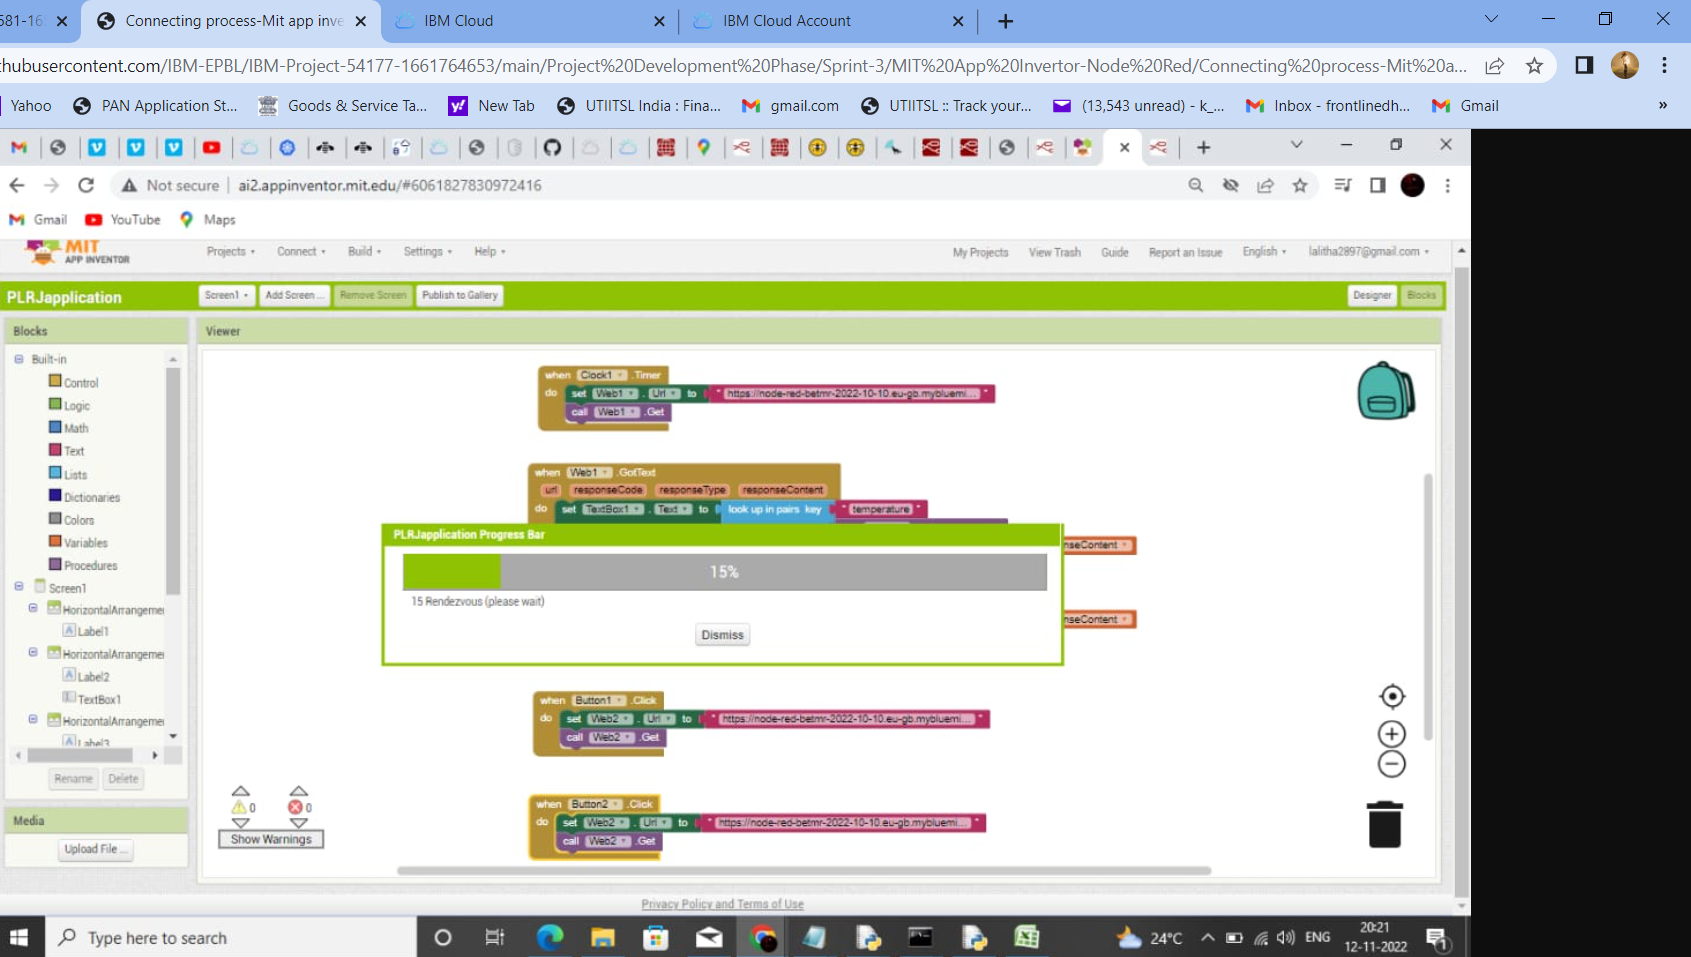 581-16
Connecting process-Mit app inve
IBM Cloud
IBM Cloud Account
hubusercontent.com/IBM-EPBL/IBM-Project-54177-1661764653/main/Project%20Development%20Phase/Sprint-3/MIT%20App%20Invertor-Node%20Red/Connecting%20process-Mit%20a...
Yahoo
PAN Application St...
Goods & Service Ta...
New Tab
UTIITSL India : Fina...
gmail.com
UTIITSL :: Track your...
(13,543 unread) - k_...
Inbox - frontlinedh...
Gmail
»
Not secure
ai2.appinventor.mit.edu/#6061827830972416
Gmail
YouTube
Maps
MIT
APP INVENTOR
Projects
Connect
Build
Settings
Help
My Projects
View Trash
Guide
Report an Issue
English
lalitha2897@gmail.com
PLRJapplication
Screen1
Add Screen ...
Remove Screen
Publish to Gallery
Designer
Blocks
Blocks
Viewer
Built-in
Control
Logic
Math
Text
Lists
Dictionaries
Colors
Variables
Procedures
Screen1
HorizontalArrangemer
Label1
HorizontalArrangemer
Label2
TextBox1
HorizontalArrangemer
Label3
Rename
Delete
Media
Upload File ...
when Clock1 .Timer
do set Web1 . Url to " https://node-red-betmr-2022-10-10.eu-gb.mybluemi... "
call Web1 .Get
when Web1 .GotText
url responseCode responseType responseContent
do set TextBox1 . Text to look up in pairs key " temperature "
nseContent
nseContent
PLRJapplication Progress Bar
15%
15 Rendezvous (please wait)
Dismiss
when Button1 .Click
do set Web2 . Url to " https://node-red-betmr-2022-10-10.eu-gb.mybluemi... "
call Web2 .Get
when Button2 .Click
do set Web2 . Url to " https://node-red-betmr-2022-10-10.eu-gb.mybluemi... "
call Web2 .Get
0
0
Show Warnings
Privacy Policy and Terms of Use
Type here to search
24°C
ENG
20:21
12-11-2022
1